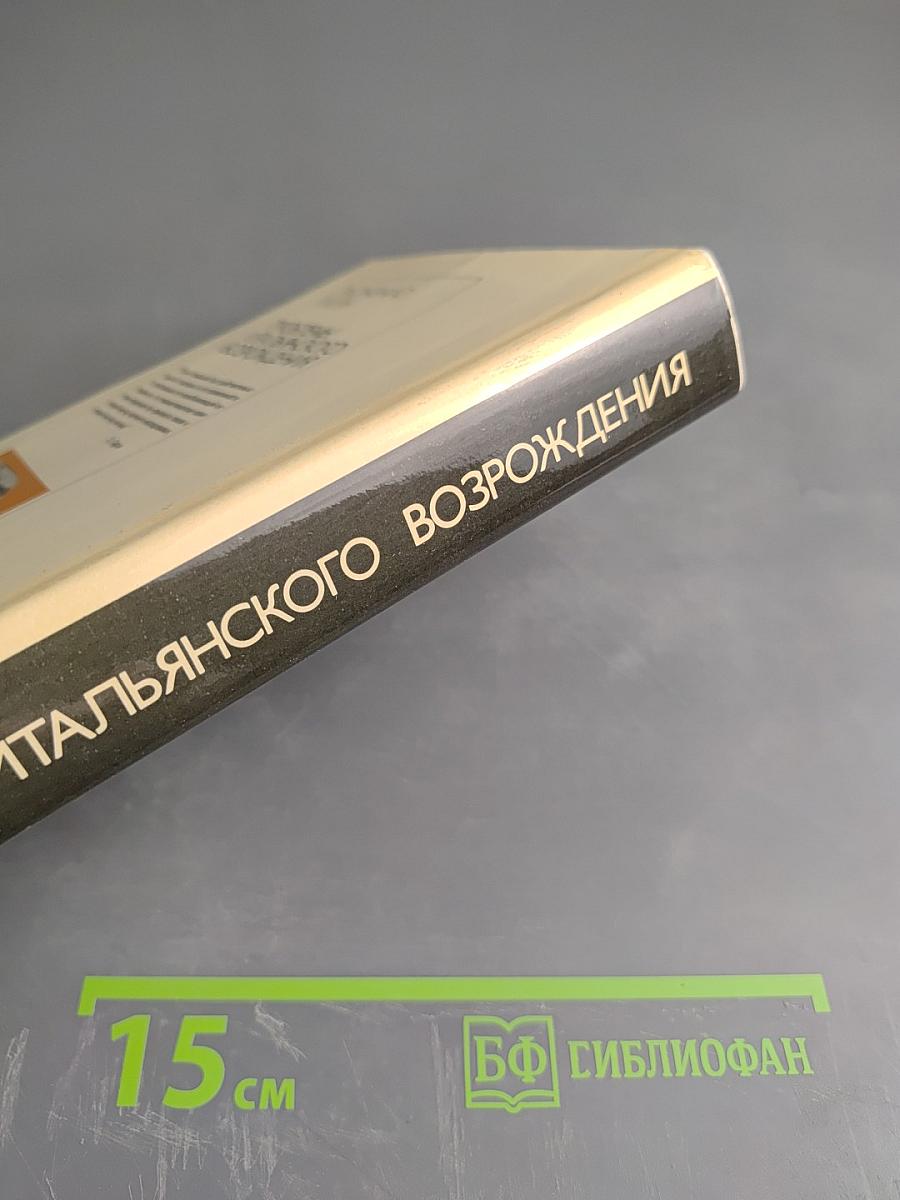 ИТАЛЬЯНСКОГО ВОЗРОЖДЕНИЯ
15 см
БФ БИБЛИОФАН